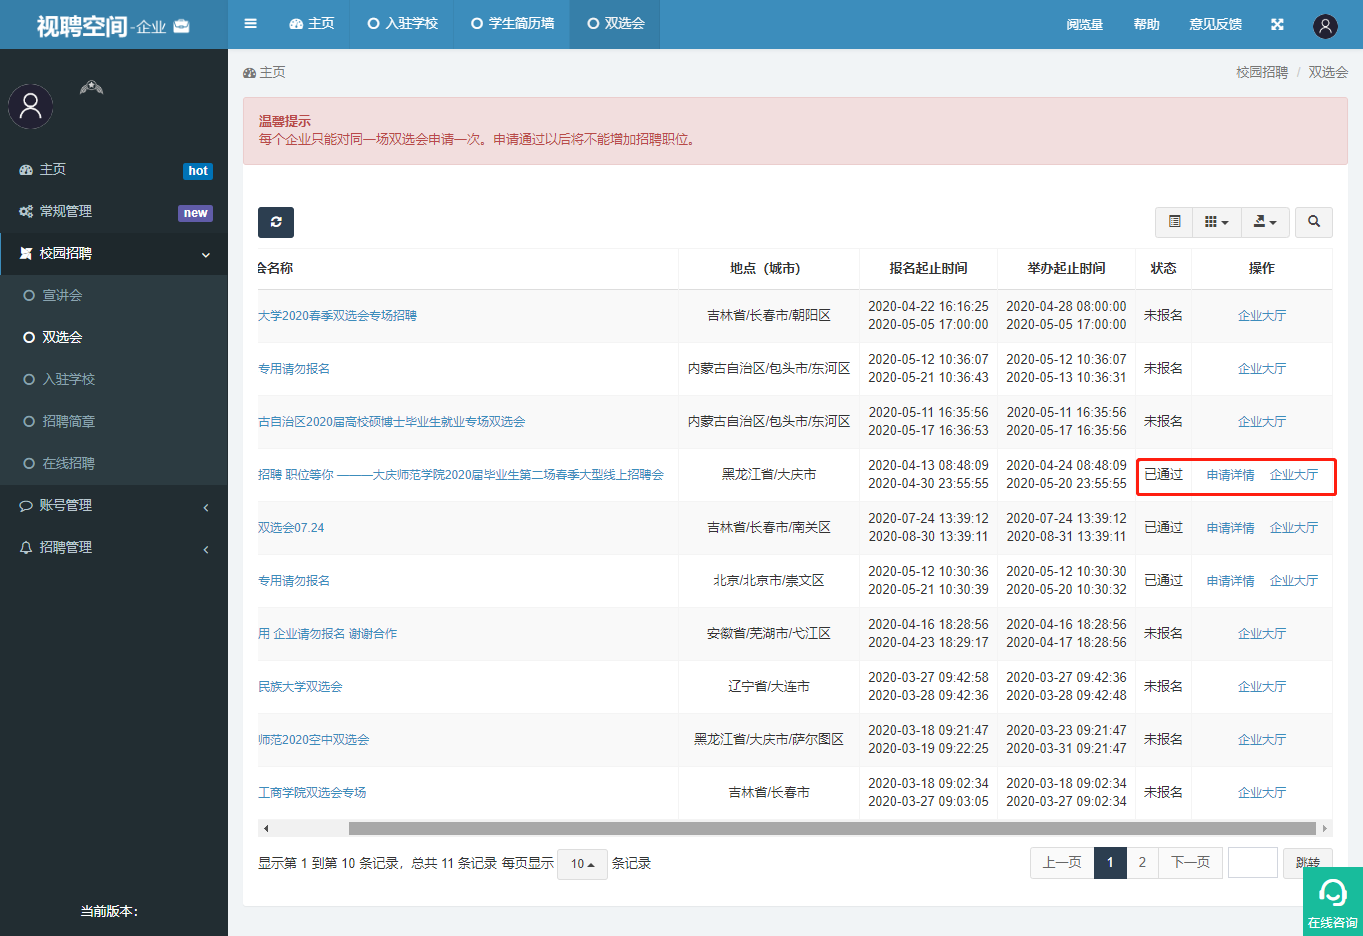 视聘空间-企业
主页
入驻学校
学生简历墙
双选会
阅览量
帮助
意见反馈
主页
hot
常规管理
new
校园招聘
宣讲会
双选会
入驻学校
招聘简章
在线招聘
账号管理
招聘管理
当前版本：
主页
校园招聘 / 双选会
温馨提示
每个企业只能对同一场双选会申请一次。申请通过以后将不能增加招聘职位。
会名称 地点（城市） 报名起止时间 举办起止时间 状态 操作
大学2020春季双选会专场招聘 吉林省/长春市/朝阳区 2020-04-22 16:16:25 2020-04-28 08:00:00 未报名 企业大厅
2020-05-05 17:00:00 2020-05-05 17:00:00
专用请勿报名 内蒙古自治区/包头市/东河区 2020-05-12 10:36:07 2020-05-12 10:36:07 未报名 企业大厅
2020-05-21 10:36:43 2020-05-13 10:36:31
古自治区2020届高校硕博士毕业生就业专场双选会 内蒙古自治区/包头市/东河区 2020-05-11 16:35:56 2020-05-11 16:35:56 未报名 企业大厅
2020-05-17 16:36:53 2020-05-17 16:35:56
招聘 职位等你 ———大庆师范学院2020届毕业生第二场春季大型线上招聘会 黑龙江省/大庆市 2020-04-13 08:48:09 2020-04-24 08:48:09 已通过 申请详情 企业大厅
2020-04-30 23:55:55 2020-05-20 23:55:55
双选会07.24 吉林省/长春市/南关区 2020-07-24 13:39:12 2020-07-24 13:39:12 已通过 申请详情 企业大厅
2020-08-30 13:39:11 2020-08-31 13:39:11
专用请勿报名 北京/北京市/崇文区 2020-05-12 10:30:36 2020-05-12 10:30:30 已通过 申请详情 企业大厅
2020-05-21 10:30:39 2020-05-20 10:30:32
用 企业请勿报名 谢谢合作 安徽省/芜湖市/弋江区 2020-04-16 18:28:56 2020-04-16 18:28:56 未报名 企业大厅
2020-04-23 18:29:17 2020-04-17 18:28:56
民族大学双选会 辽宁省/大连市 2020-03-27 09:42:58 2020-03-27 09:42:36 未报名 企业大厅
2020-03-28 09:42:36 2020-03-28 09:42:48
师范2020空中双选会 黑龙江省/大庆市/萨尔图区 2020-03-18 09:21:47 2020-03-23 09:21:47 未报名 企业大厅
2020-03-19 09:22:25 2020-03-31 09:21:47
工商学院双选会专场 吉林省/长春市 2020-03-18 09:02:34 2020-03-18 09:02:34 未报名 企业大厅
2020-03-27 09:03:05 2020-03-27 09:02:34
显示第 1 到第 10 条记录，总共 11 条记录 每页显示 10 条记录
上一页 1 2 下一页 跳转
在线咨询